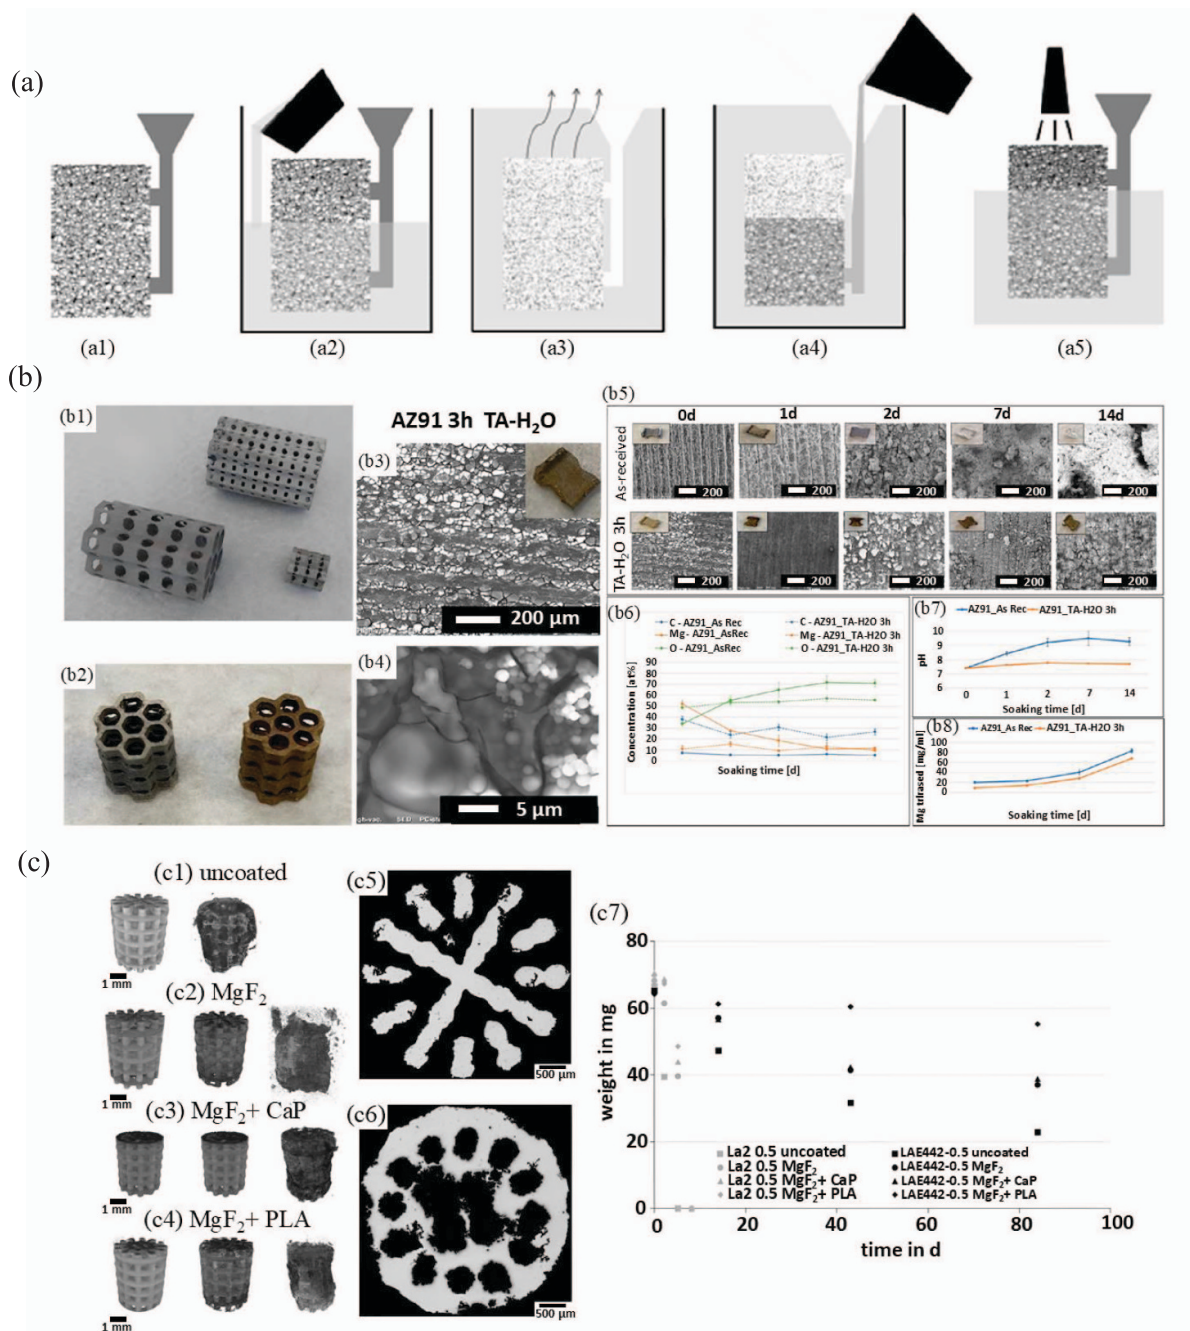 (a)
(a1)
(a2)
(a3)
(a4)
(a5)
(b)
(b1)
(b2)
AZ91 3h TA-H₂O
(b3)
200 μm
(b4)
5 μm
(b5)
0d 1d 2d 7d 14d
As-received
200 200 200 200 200
TA-H₂O 3h
200 200 200 200 200
(b6)
C - AZ91_As Rec C - AZ91_TA-H2O 3h
Mg - AZ91_AsRec Mg - AZ91_TA-H2O 3h
O - AZ91_AsRec O - AZ91_TA-H2O 3h
Concentration [at%]
90
80
70
60
50
40
30
20
10
0
Soaking time [d]
(b7)
AZ91_As Rec AZ91_TA-H2O 3h
pH
10
9
8
7
6
0 1 2 7 14
Soaking time [d]
(b8)
AZ91_As Rec AZ91_TA-H2O 3h
Mg tilrased [mg/ml]
100
80
60
40
20
0
Soaking time [d]
(c)
(c1) uncoated
1 mm
(c2) MgF₂
1 mm
(c3) MgF₂+ CaP
1 mm
(c4) MgF₂+ PLA
1 mm
(c5)
500 μm
(c6)
500 μm
(c7)
weight in mg
80
60
40
20
0
La2 0.5 uncoated LAE442-0.5 uncoated
La2 0.5 MgF₂ LAE442-0.5 MgF₂
La2 0.5 MgF₂+ CaP LAE442-0.5 MgF₂+ CaP
La2 0.5 MgF₂+ PLA LAE442-0.5 MgF₂+ PLA
0 20 40 60 80 100
time in d